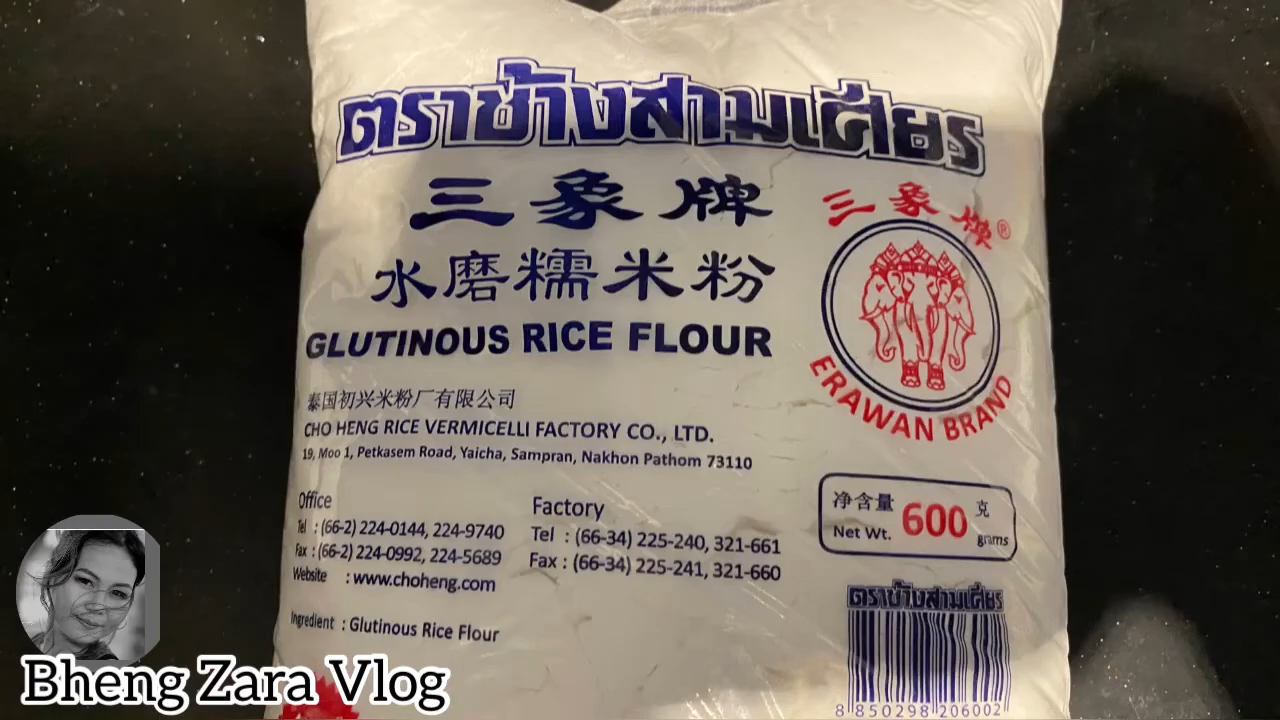 ตราช้างสามเศียร
三象牌
水磨糯米粉
GLUTINOUS RICE FLOUR
三象牌®
ERAWAN BRAND
泰国初兴米粉厂有限公司
CHO HENG RICE VERMICELLI FACTORY CO., LTD.
19, Moo 1, Petkasem Road, Yaicha, Sampran, Nakhon Pathom 73110
Office
Tel : (66-2) 224-0144, 224-9740
Fax : (66-2) 224-0992, 224-5689
Website : www.choheng.com
Factory
Tel : (66-34) 225-240, 321-661
Fax : (66-34) 225-241, 321-660
净含量 600 克
Net Wt. grams
Ingredient : Glutinous Rice Flour
ตราช้างสามเศียร
8 850298 206002
Bheng Zara Vlog